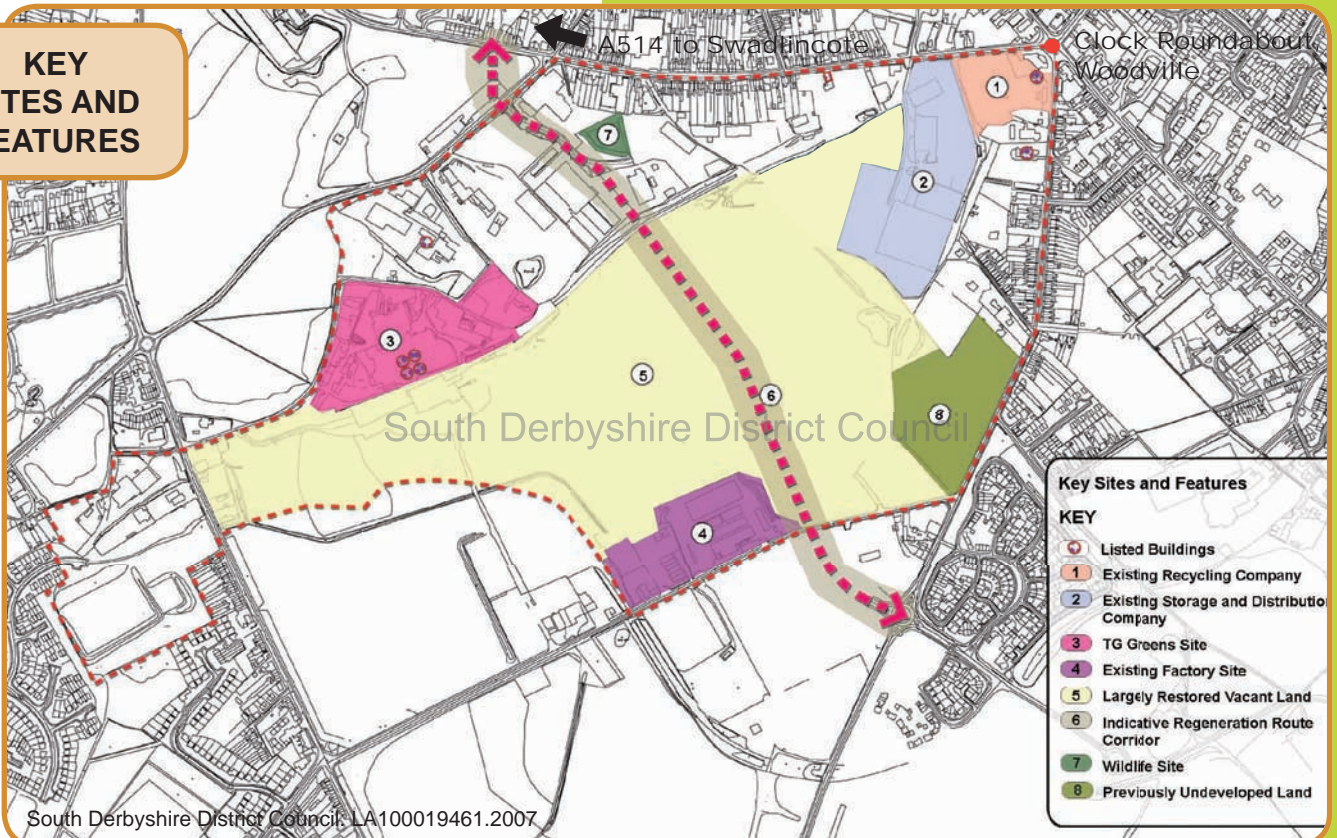 KEY
TES AND
EATURES
A514 to Swadlincote
Clock Roundabout,
Woodville
1
7
2
3
5
6
8
4
South Derbyshire District Council
Key Sites and Features
KEY
Listed Buildings
1 Existing Recycling Company
2 Existing Storage and Distribution
Company
3 TG Greens Site
4 Existing Factory Site
5 Largely Restored Vacant Land
6 Indicative Regeneration Route
Corridor
7 Wildlife Site
8 Previously Undeveloped Land
South Derbyshire District Council. LA100019461.2007